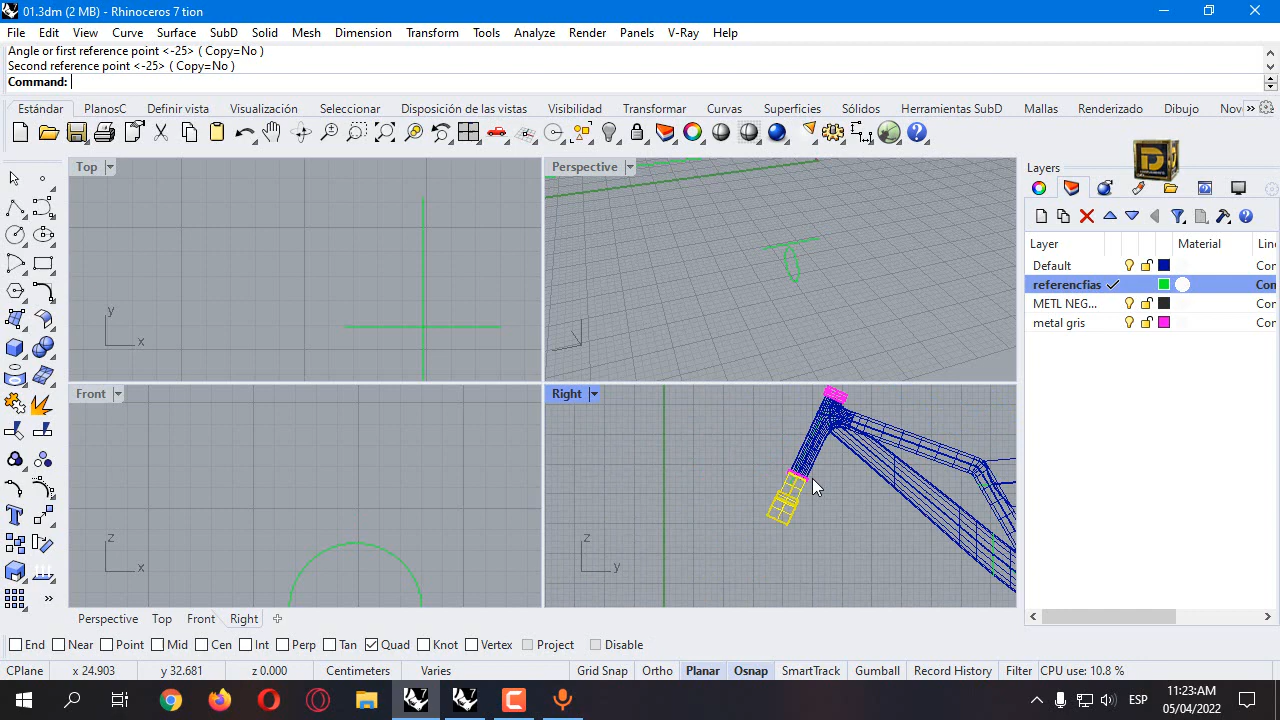 01.3dm (2 MB) - Rhinoceros 7 tion
File Edit View Curve Surface SubD Solid Mesh Dimension Transform Tools Analyze Render Panels V-Ray Help
Angle or first reference point <-25> ( Copy=No )
Second reference point <-25> ( Copy=No )
Command:
Estándar PlanosC Definir vista Visualización Seleccionar Disposición de las vistas Visibilidad Transformar Curvas Superficies Sólidos Herramientas SubD Mallas Renderizado Dibujo Nov »
Top
Perspective
Layers
Layer Material Line
Default Con
referencfias Con
METL NEG... Con
metal gris Con
y
x
Front
Right
z
x
z
y
Perspective Top Front Right
End Near Point Mid Cen Int Perp Tan Quad Knot Vertex Project Disable
CPlane x 24.903 y 32.681 z 0.000 Centimeters Varies Grid Snap Ortho Planar Osnap SmartTrack Gumball Record History Filter CPU use: 10.8 %
ESP
11:23:AM
05/04/2022